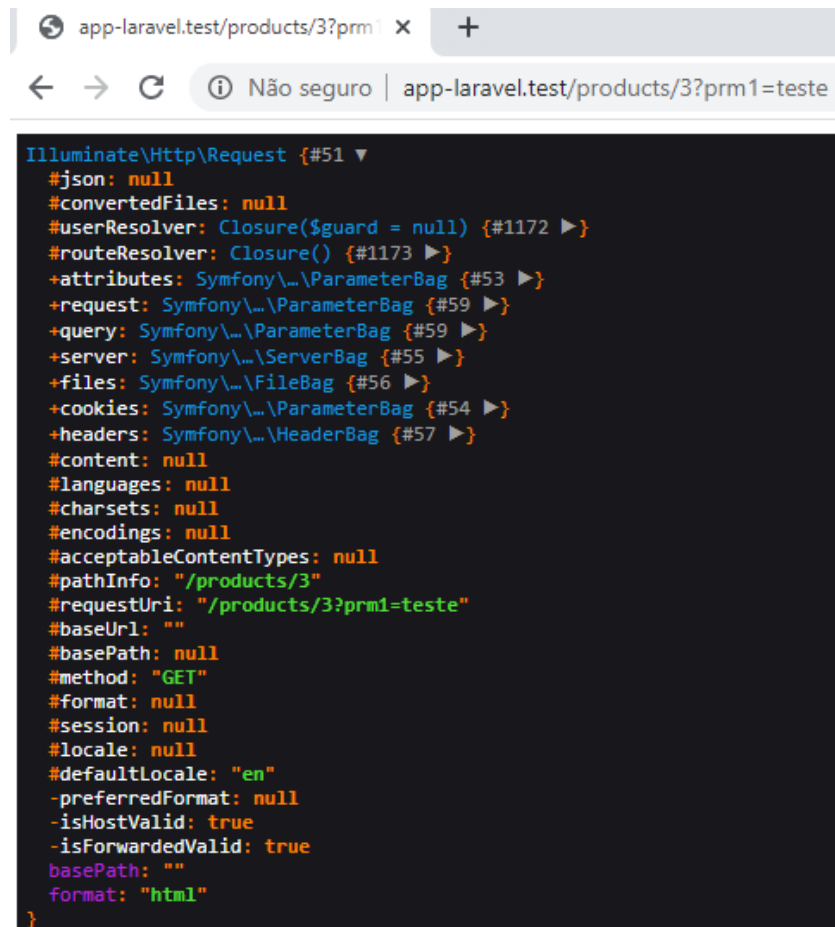 app-laravel.test/products/3?prm1
Não seguro | app-laravel.test/products/3?prm1=teste
Illuminate\Http\Request {#51 ▼
  #json: null
  #convertedFiles: null
  #userResolver: Closure($guard = null) {#1172 ▶}
  #routeResolver: Closure() {#1173 ▶}
  +attributes: Symfony\…\ParameterBag {#53 ▶}
  +request: Symfony\…\ParameterBag {#59 ▶}
  +query: Symfony\…\ParameterBag {#59 ▶}
  +server: Symfony\…\ServerBag {#55 ▶}
  +files: Symfony\…\FileBag {#56 ▶}
  +cookies: Symfony\…\ParameterBag {#54 ▶}
  +headers: Symfony\…\HeaderBag {#57 ▶}
  #content: null
  #languages: null
  #charsets: null
  #encodings: null
  #acceptableContentTypes: null
  #pathInfo: "/products/3"
  #requestUri: "/products/3?prm1=teste"
  #baseUrl: ""
  #basePath: null
  #method: "GET"
  #format: null
  #session: null
  #locale: null
  #defaultLocale: "en"
  -preferredFormat: null
  -isHostValid: true
  -isForwardedValid: true
  basePath: ""
  format: "html"
}